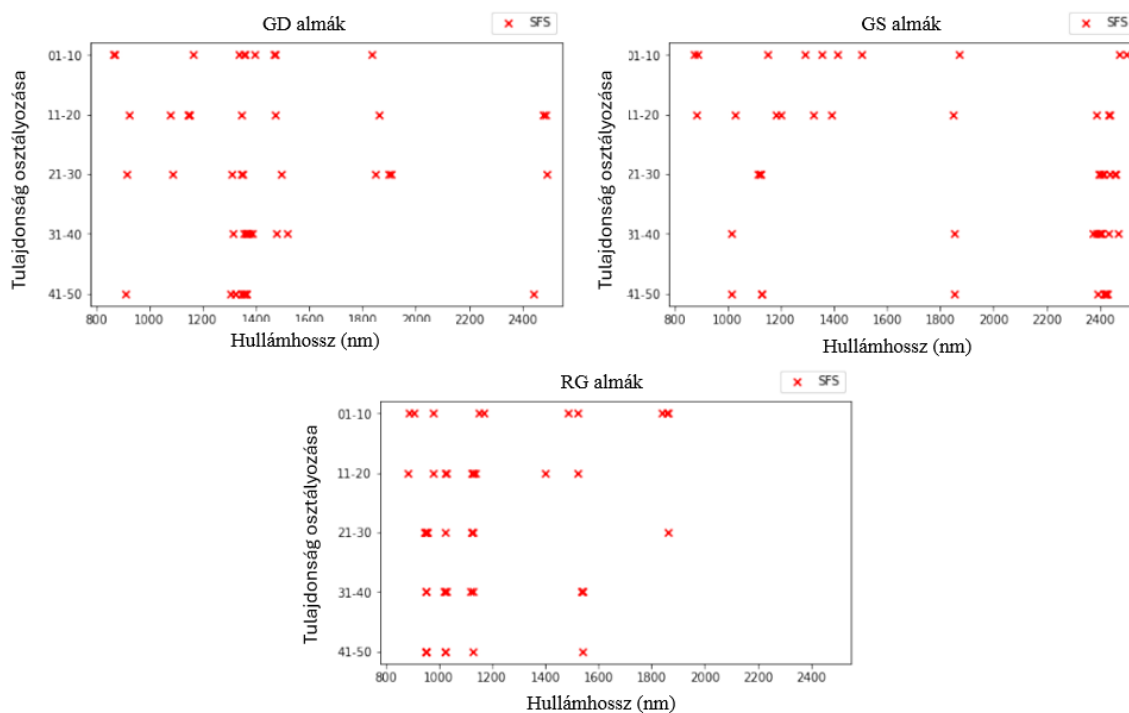 GD almák
SFS
Tulajdonság osztályozása
01-10
11-20
21-30
31-40
41-50
800 1000 1200 1400 1600 1800 2000 2200 2400
Hullámhossz (nm)
GS almák
SFS
Tulajdonság osztályozása
01-10
11-20
21-30
31-40
41-50
800 1000 1200 1400 1600 1800 2000 2200 2400
Hullámhossz (nm)
RG almák
SFS
Tulajdonság osztályozása
01-10
11-20
21-30
31-40
41-50
800 1000 1200 1400 1600 1800 2000 2200 2400
Hullámhossz (nm)